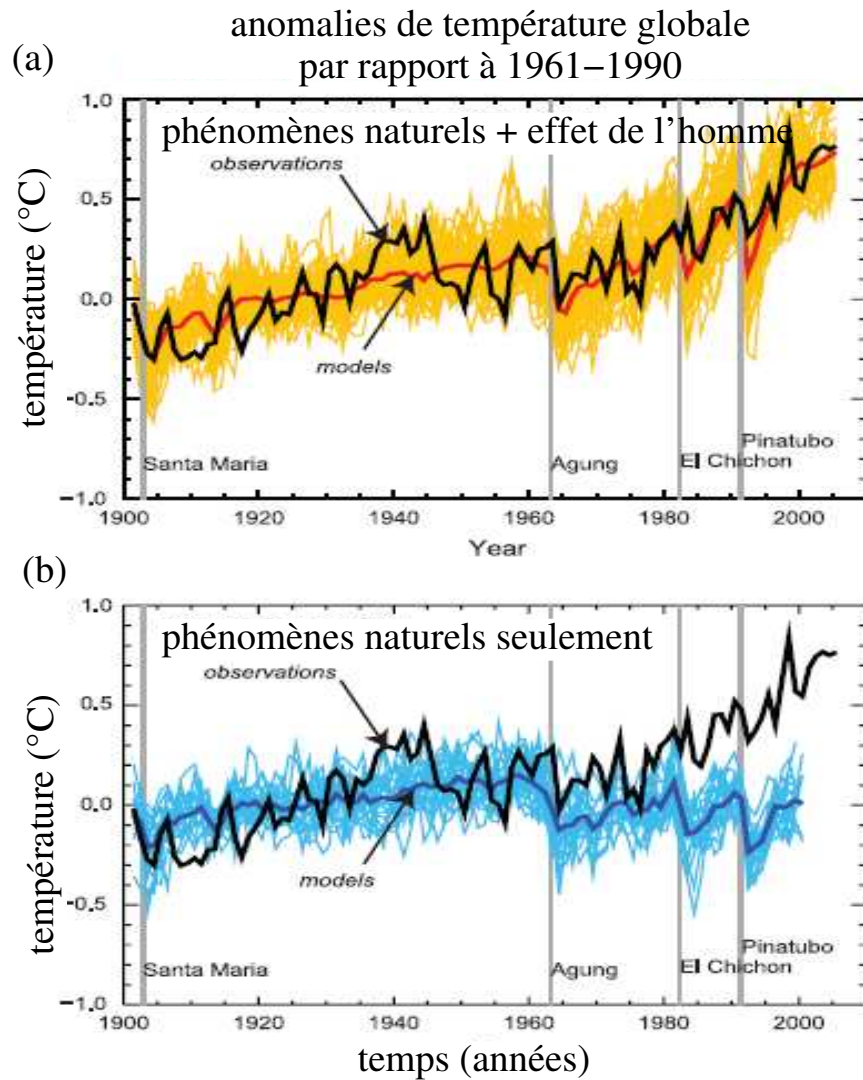 anomalies de température globale
par rapport à 1961−1990
(a)
phénomènes naturels + effet de l’homme
observations
models
température (°C)
1.0
0.5
0.0
−0.5
−1.0
Santa Maria
Agung
El Chichon
Pinatubo
1900 1920 1940 1960 1980 2000
Year
(b)
phénomènes naturels seulement
observations
models
température (°C)
1.0
0.5
0.0
−0.5
−1.0
Santa Maria
Agung
El Chichon
Pinatubo
1900 1920 1940 1960 1980 2000
temps (années)